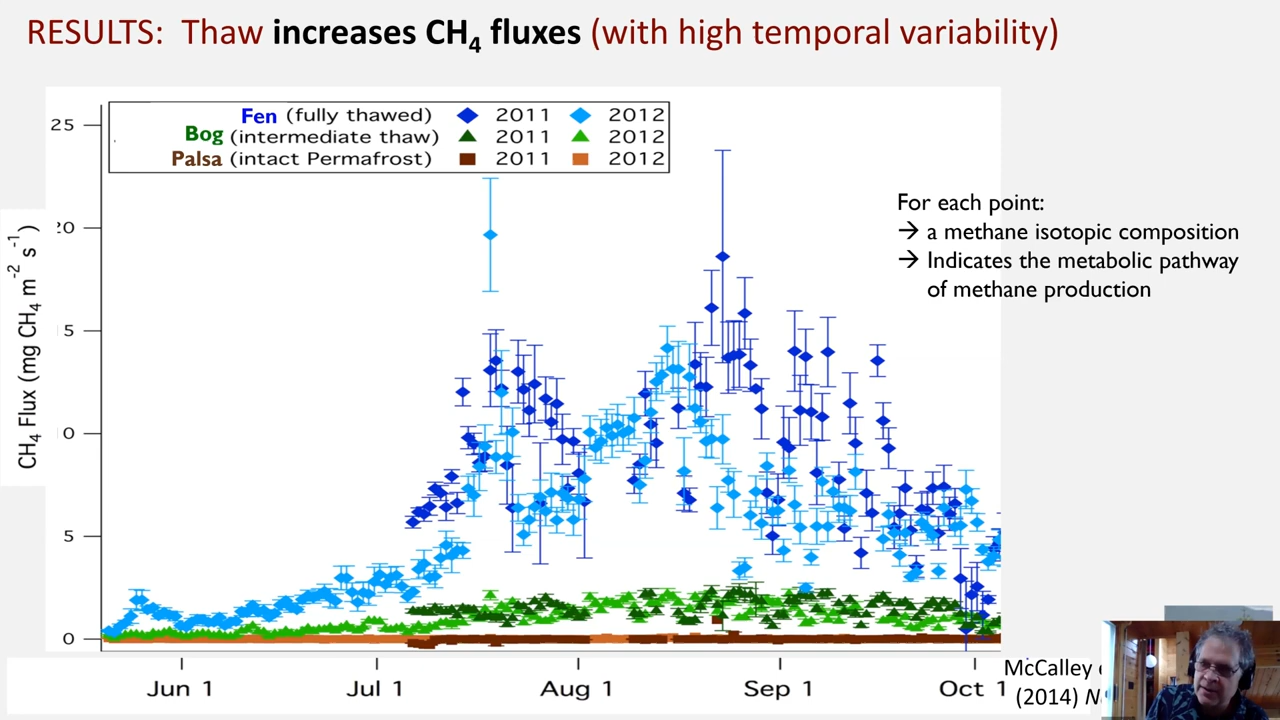 RESULTS: Thaw increases CH4 fluxes (with high temporal variability)
Fen (fully thawed) 2011 2012
Bog (intermediate thaw) 2011 2012
Palsa (intact Permafrost) 2011 2012
25
20
5
0
5
0
CH4 Flux (mg CH4 m-2 s-1)
For each point:
→ a methane isotopic composition
→ Indicates the metabolic pathway
of methane production
Jun 1 Jul 1 Aug 1 Sep 1 Oct 1
McCalley
(2014) N